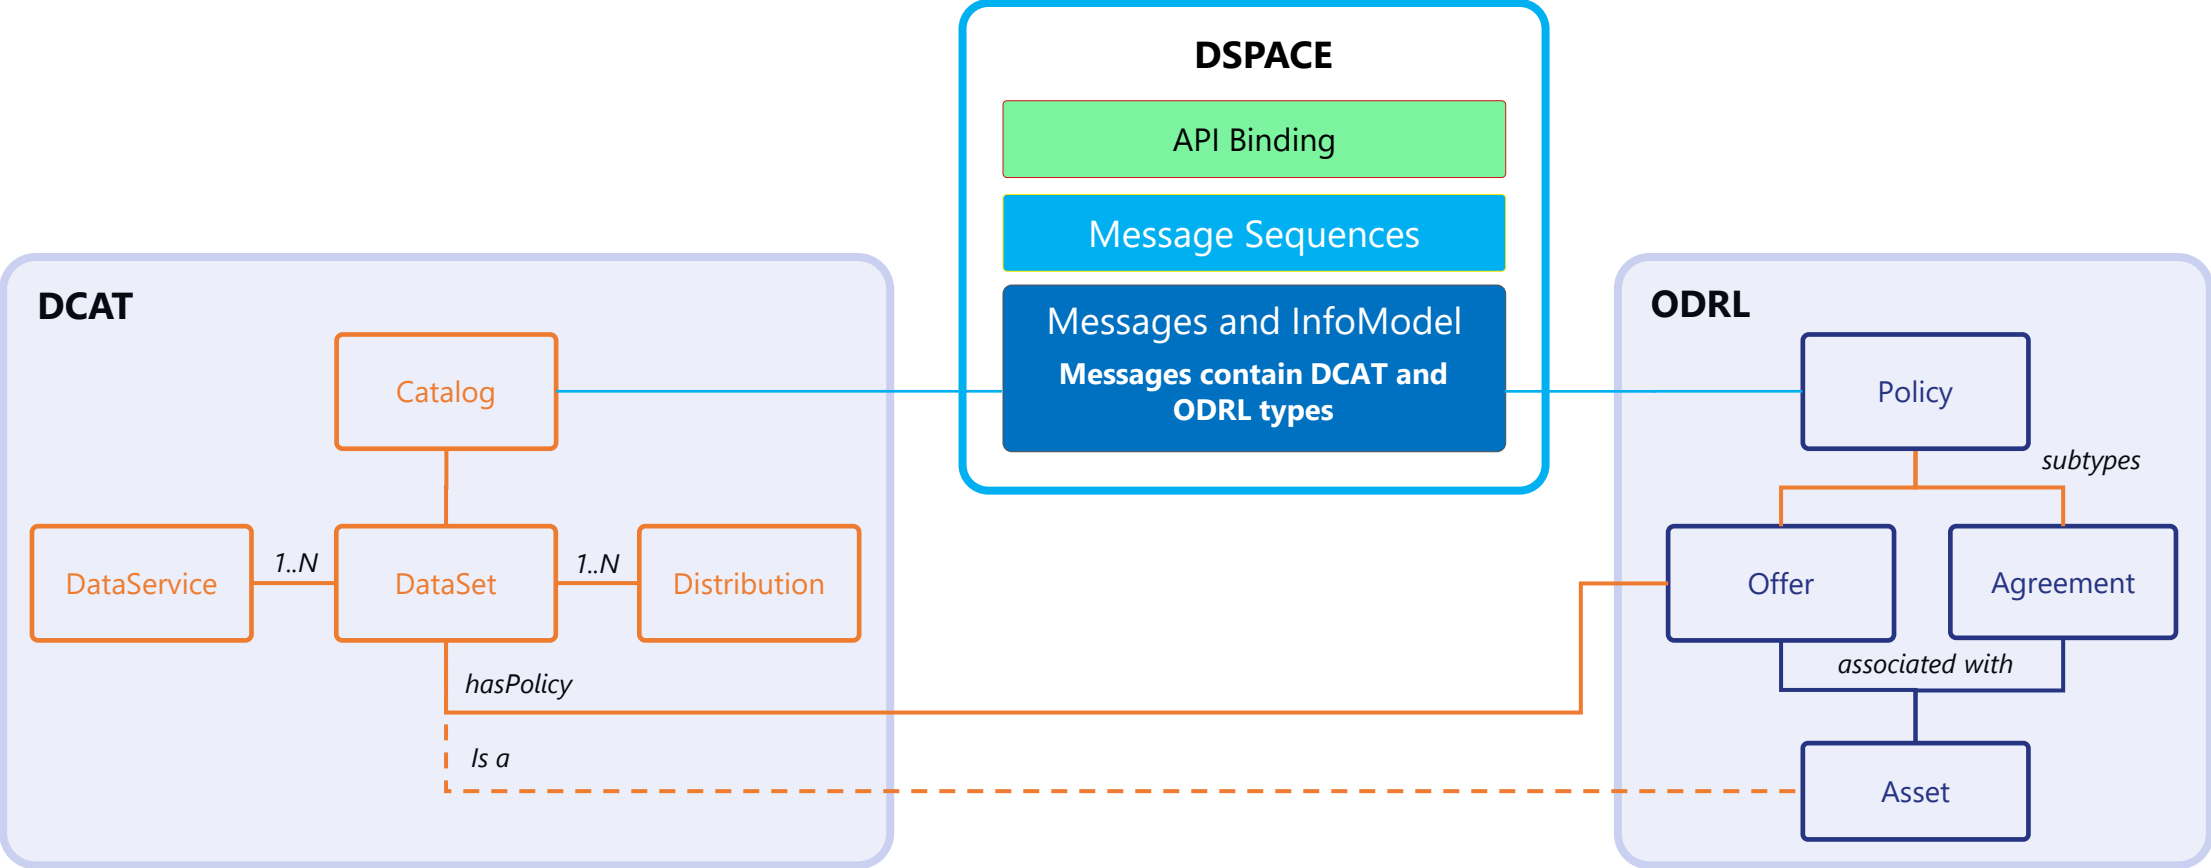 DSPACE
API Binding
Message Sequences
Messages and InfoModel
Messages contain DCAT and
ODRL types
DCAT
Catalog
DataService
1..N
DataSet
1..N
Distribution
hasPolicy
Is a
ODRL
Policy
subtypes
Offer
Agreement
associated with
Asset